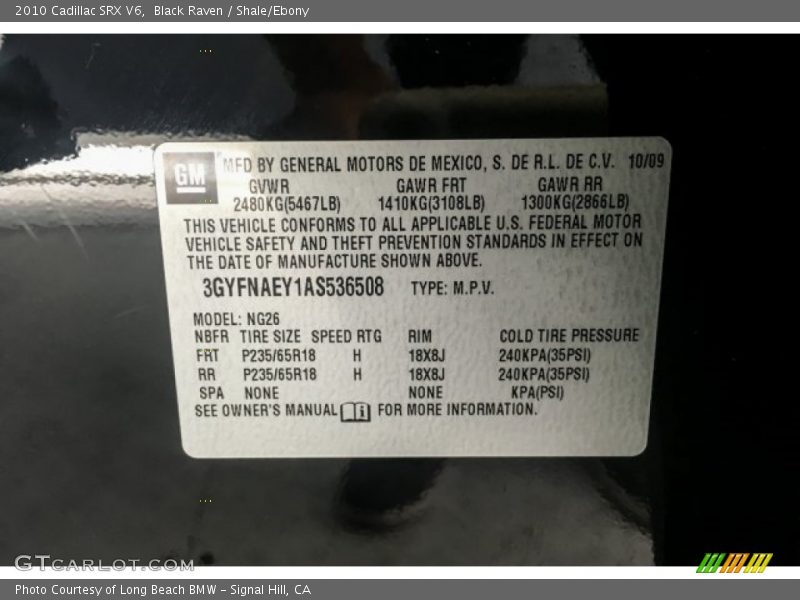 2010 Cadillac SRX V6,  Black Raven / Shale/Ebony
GM MFD BY GENERAL MOTORS DE MEXICO, S. DE R.L. DE C.V. 10/09
GVWR GAWR FRT GAWR RR
2480KG(5467LB) 1410KG(3108LB) 1300KG(2866LB)
THIS VEHICLE CONFORMS TO ALL APPLICABLE U.S. FEDERAL MOTOR
VEHICLE SAFETY AND THEFT PREVENTION STANDARDS IN EFFECT ON
THE DATE OF MANUFACTURE SHOWN ABOVE.
3GYFNAEY1AS536508 TYPE: M.P.V.
MODEL: NG26
NBFR TIRE SIZE SPEED RTG RIM COLD TIRE PRESSURE
FRT P235/65R18 H 18X8J 240KPA(35PSI)
RR P235/65R18 H 18X8J 240KPA(35PSI)
SPA NONE NONE KPA(PSI)
SEE OWNER'S MANUAL FOR MORE INFORMATION.
GTCARLOT.COM
Photo Courtesy of Long Beach BMW - Signal Hill, CA